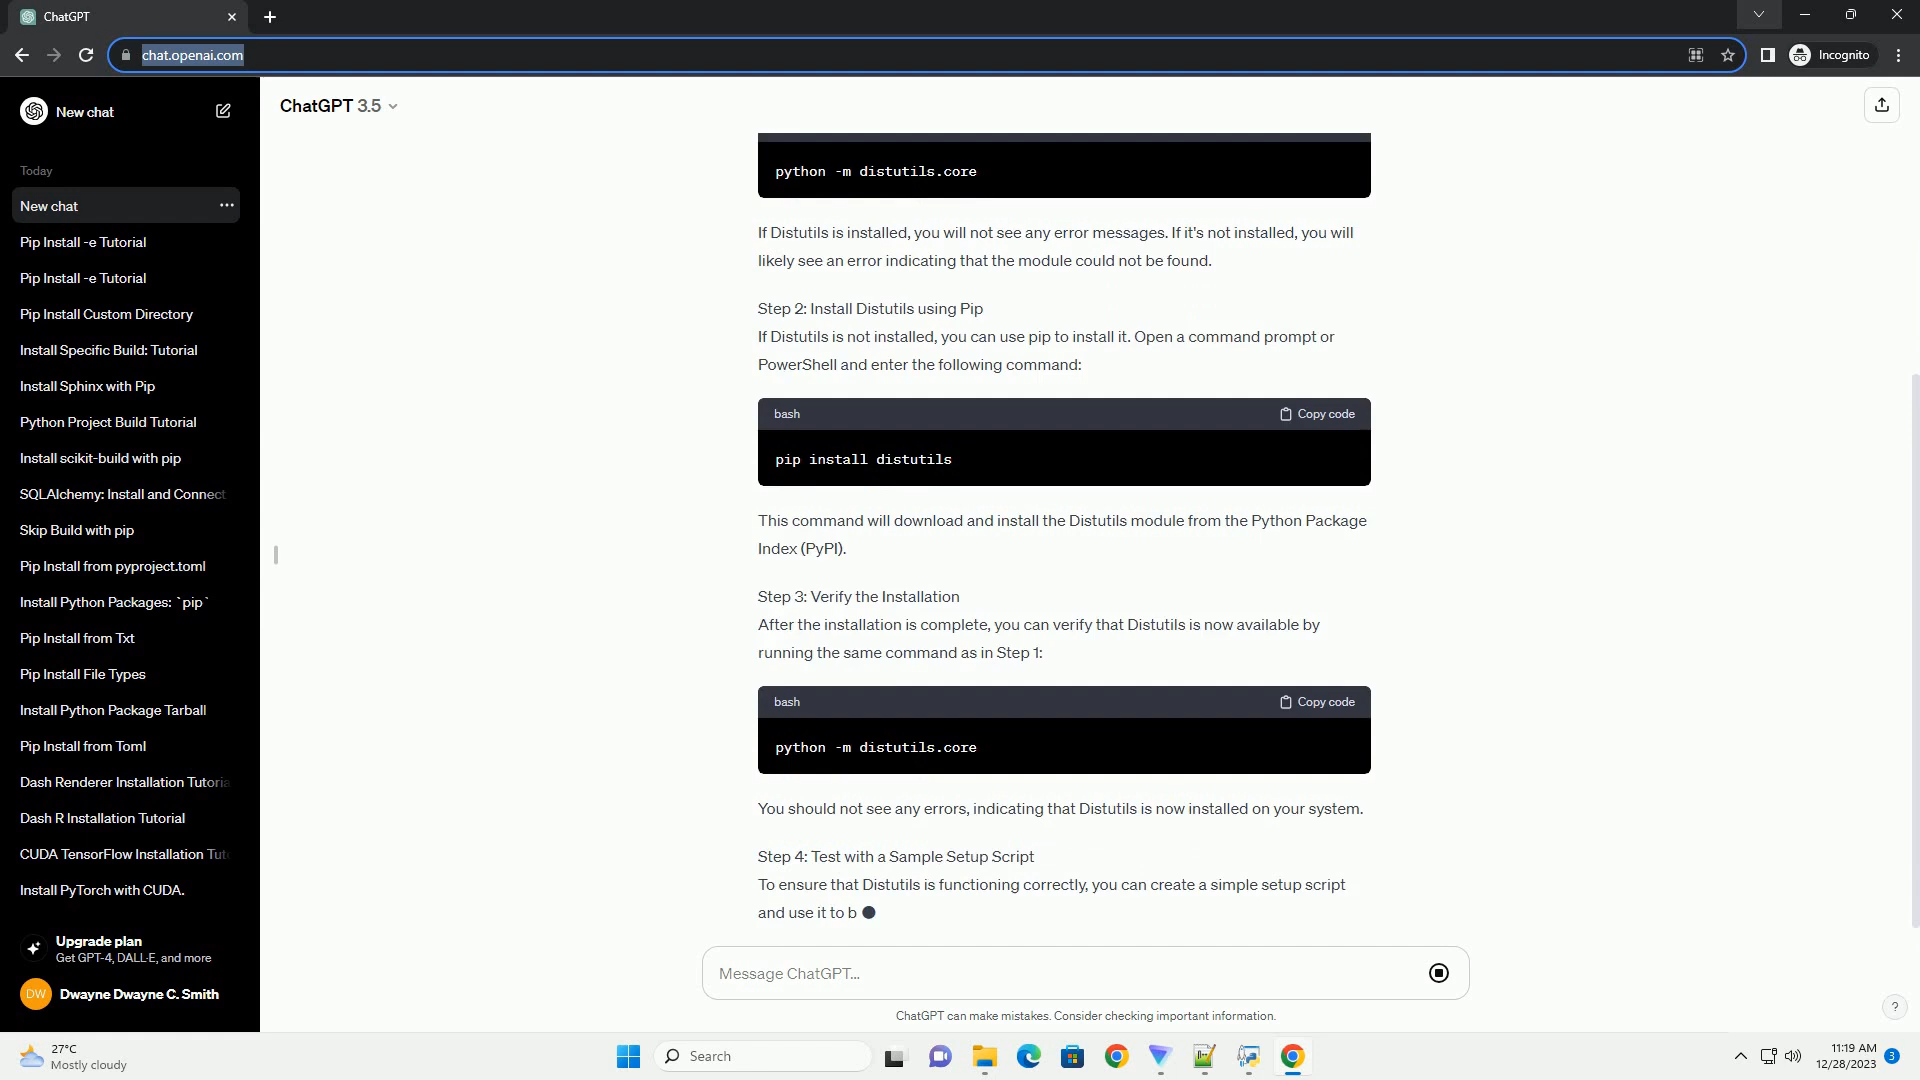 ChatGPT
chat.openai.com
Incognito
New chat
Today
New chat
Pip Install -e Tutorial
Pip Install -e Tutorial
Pip Install Custom Directory
Install Specific Build: Tutorial
Install Sphinx with Pip
Python Project Build Tutorial
Install scikit-build with pip
SQLAlchemy: Install and Connect
Skip Build with pip
Pip Install from pyproject.toml
Install Python Packages: `pip`
Pip Install from Txt
Pip Install File Types
Install Python Package Tarball
Pip Install from Toml
Dash Renderer Installation Tutoria
Dash R Installation Tutorial
CUDA TensorFlow Installation Tut
Install PyTorch with CUDA.
Upgrade plan
Get GPT-4, DALL·E, and more
DW
Dwayne Dwayne C. Smith
ChatGPT 3.5
python -m distutils.core
If Distutils is installed, you will not see any error messages. If it's not installed, you will
likely see an error indicating that the module could not be found.
Step 2: Install Distutils using Pip
If Distutils is not installed, you can use pip to install it. Open a command prompt or
PowerShell and enter the following command:
bash
Copy code
pip install distutils
This command will download and install the Distutils module from the Python Package
Index (PyPI).
Step 3: Verify the Installation
After the installation is complete, you can verify that Distutils is now available by
running the same command as in Step 1:
bash
Copy code
python -m distutils.core
You should not see any errors, indicating that Distutils is now installed on your system.
Step 4: Test with a Sample Setup Script
To ensure that Distutils is functioning correctly, you can create a simple setup script
and use it to b
Message ChatGPT...
ChatGPT can make mistakes. Consider checking important information.
?
27°C
Mostly cloudy
Search
11:19 AM
12/28/2023
3